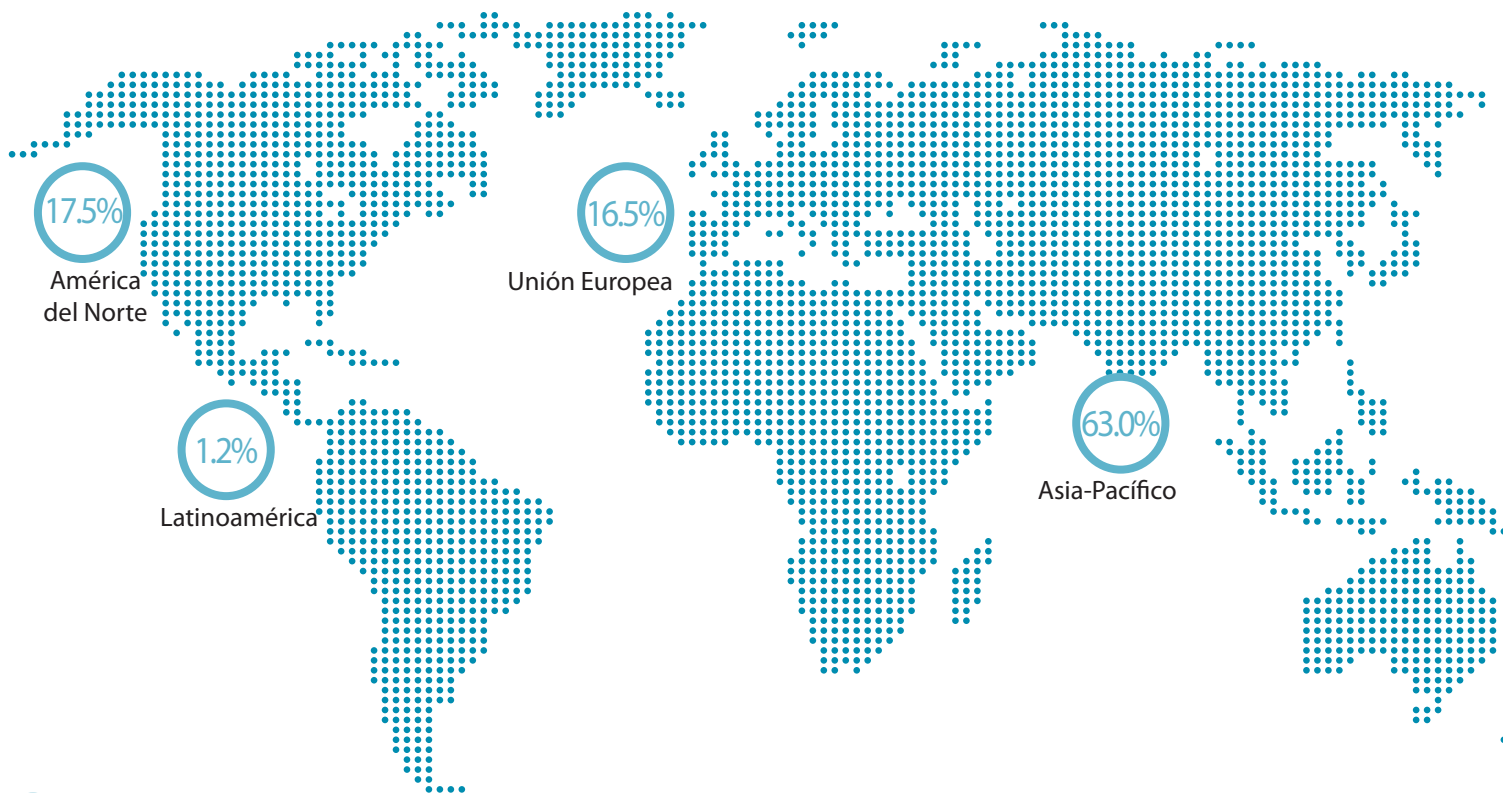 17.5%
América
del Norte
16.5%
Unión Europea
1.2%
Latinoamérica
63.0%
Asia-Pacífico